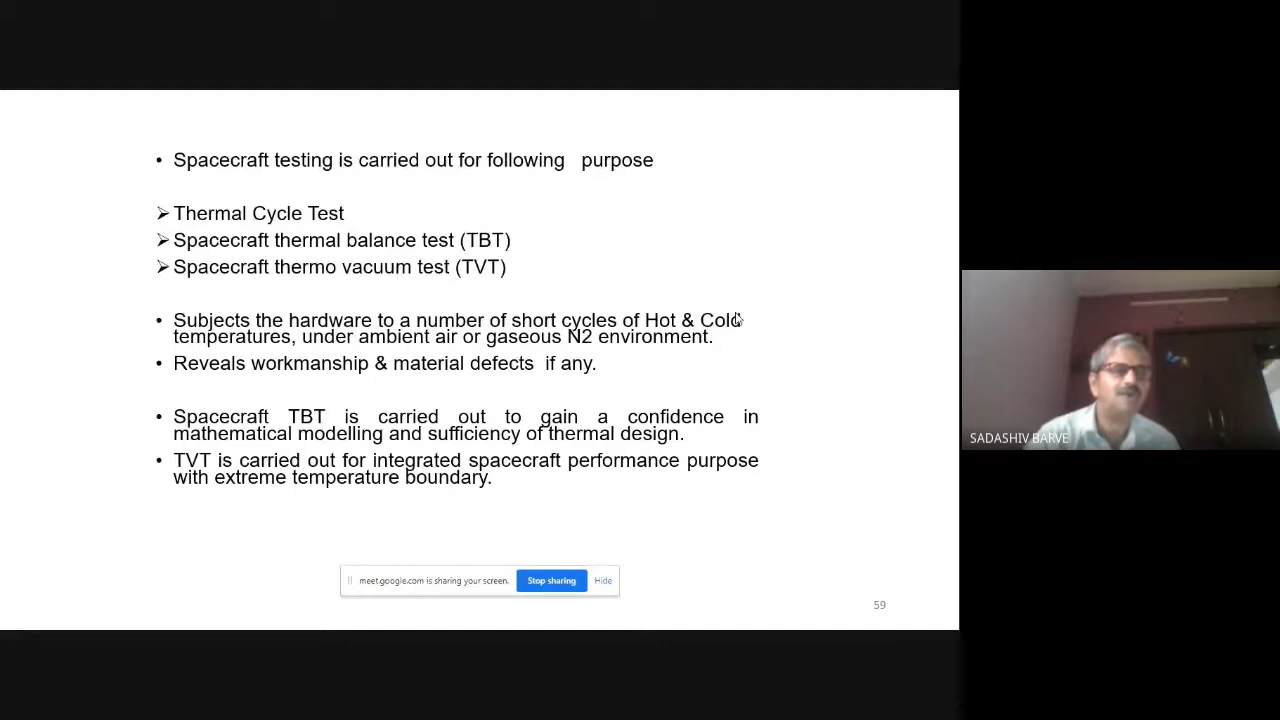 • Spacecraft testing is carried out for following purpose
➢ Thermal Cycle Test
➢ Spacecraft thermal balance test (TBT)
➢ Spacecraft thermo vacuum test (TVT)
• Subjects the hardware to a number of short cycles of Hot & Cold
temperatures, under ambient air or gaseous N2 environment.
• Reveals workmanship & material defects if any.
• Spacecraft TBT is carried out to gain a confidence in
mathematical modelling and sufficiency of thermal design.
• TVT is carried out for integrated spacecraft performance purpose
with extreme temperature boundary.
meet.google.com is sharing your screen. Stop sharing Hide
59
SADASHIV BARVE